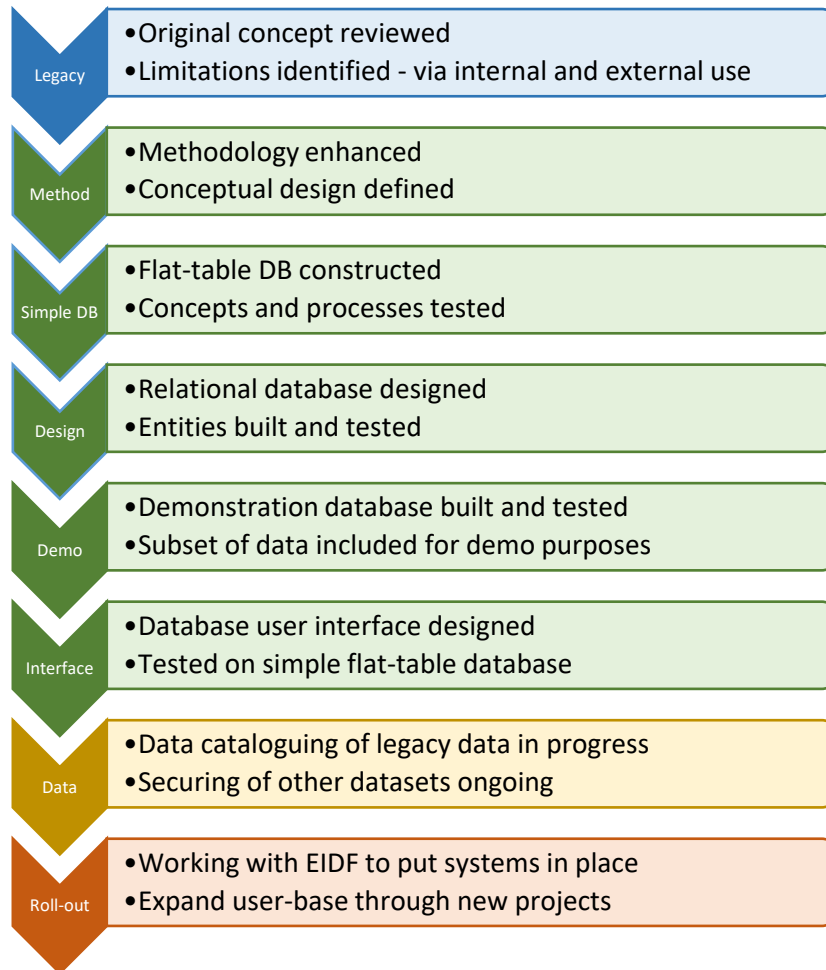 Legacy
•Original concept reviewed
•Limitations identified - via internal and external use
Method
•Methodology enhanced
•Conceptual design defined
Simple DB
•Flat-table DB constructed
•Concepts and processes tested
Design
•Relational database designed
•Entities built and tested
Demo
•Demonstration database built and tested
•Subset of data included for demo purposes
Interface
•Database user interface designed
•Tested on simple flat-table database
Data
•Data cataloguing of legacy data in progress
•Securing of other datasets ongoing
Roll-out
•Working with EIDF to put systems in place
•Expand user-base through new projects